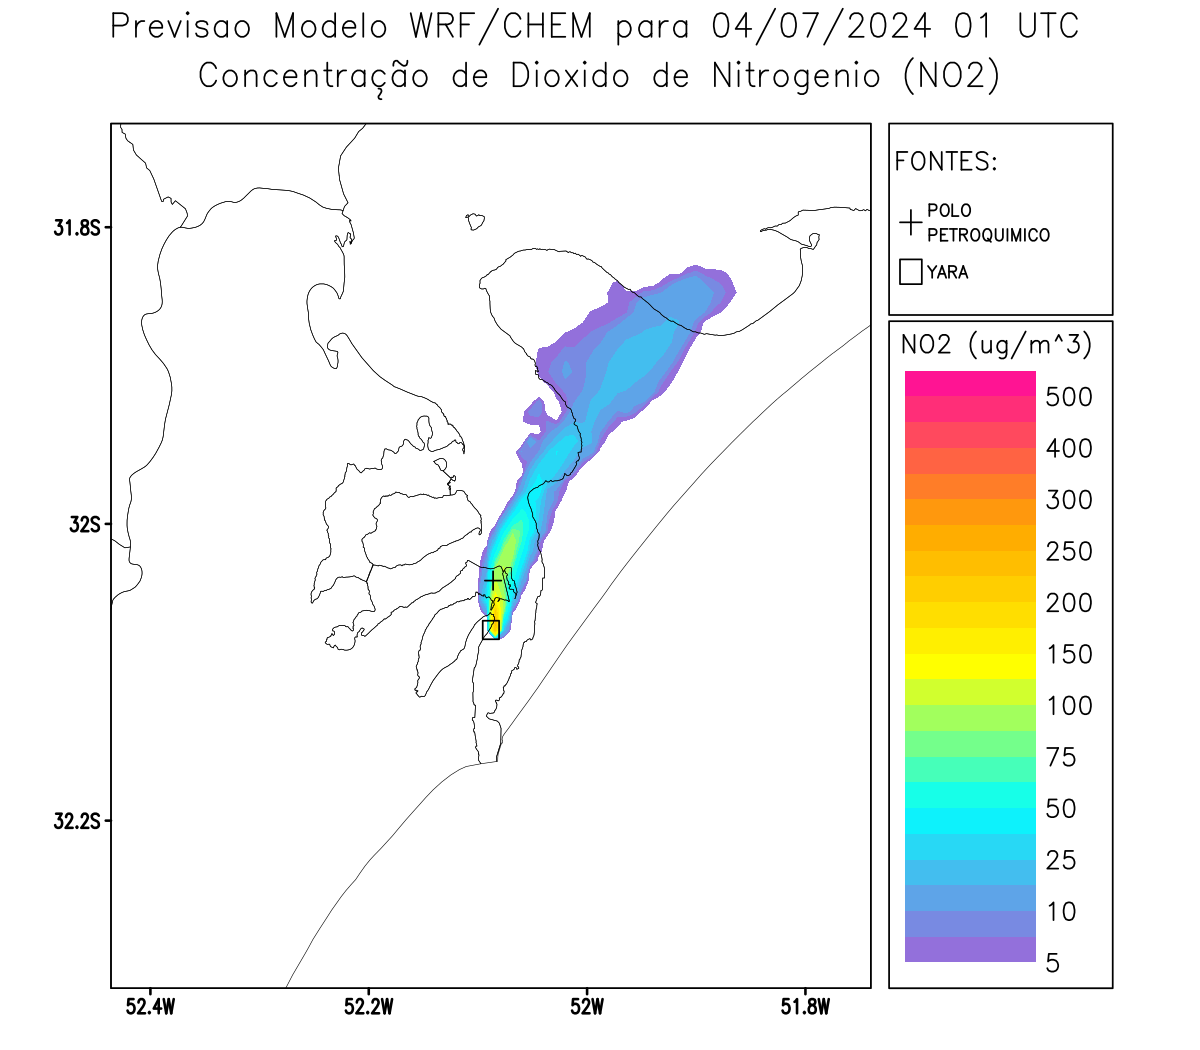 Previsao Modelo WRF/CHEM para 04/07/2024 01 UTC
Concentração de Dioxido de Nitrogenio (NO2)
FONTES:
POLO
PETROQUIMICO
YARA
31.8S
32S
32.2S
52.4W
52.2W
52W
51.8W
NO2 (ug/m^3)
500
400
300
250
200
150
100
75
50
25
10
5